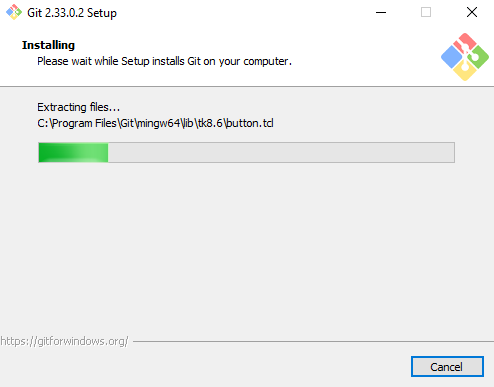 Git 2.33.0.2 Setup
Installing
Please wait while Setup installs Git on your computer.
Extracting files...
C:\Program Files\Git\mingw64\lib\tk8.6\button.tcl
https://gitforwindows.org/
Cancel